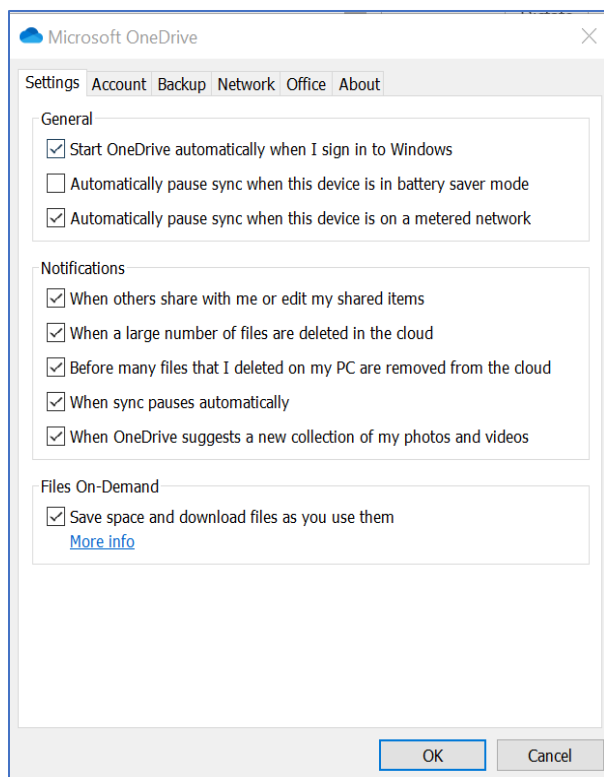 Microsoft OneDrive
Settings Account Backup Network Office About
General
Start OneDrive automatically when I sign in to Windows
Automatically pause sync when this device is in battery saver mode
Automatically pause sync when this device is on a metered network
Notifications
When others share with me or edit my shared items
When a large number of files are deleted in the cloud
Before many files that I deleted on my PC are removed from the cloud
When sync pauses automatically
When OneDrive suggests a new collection of my photos and videos
Files On-Demand
Save space and download files as you use them
More info
OK Cancel